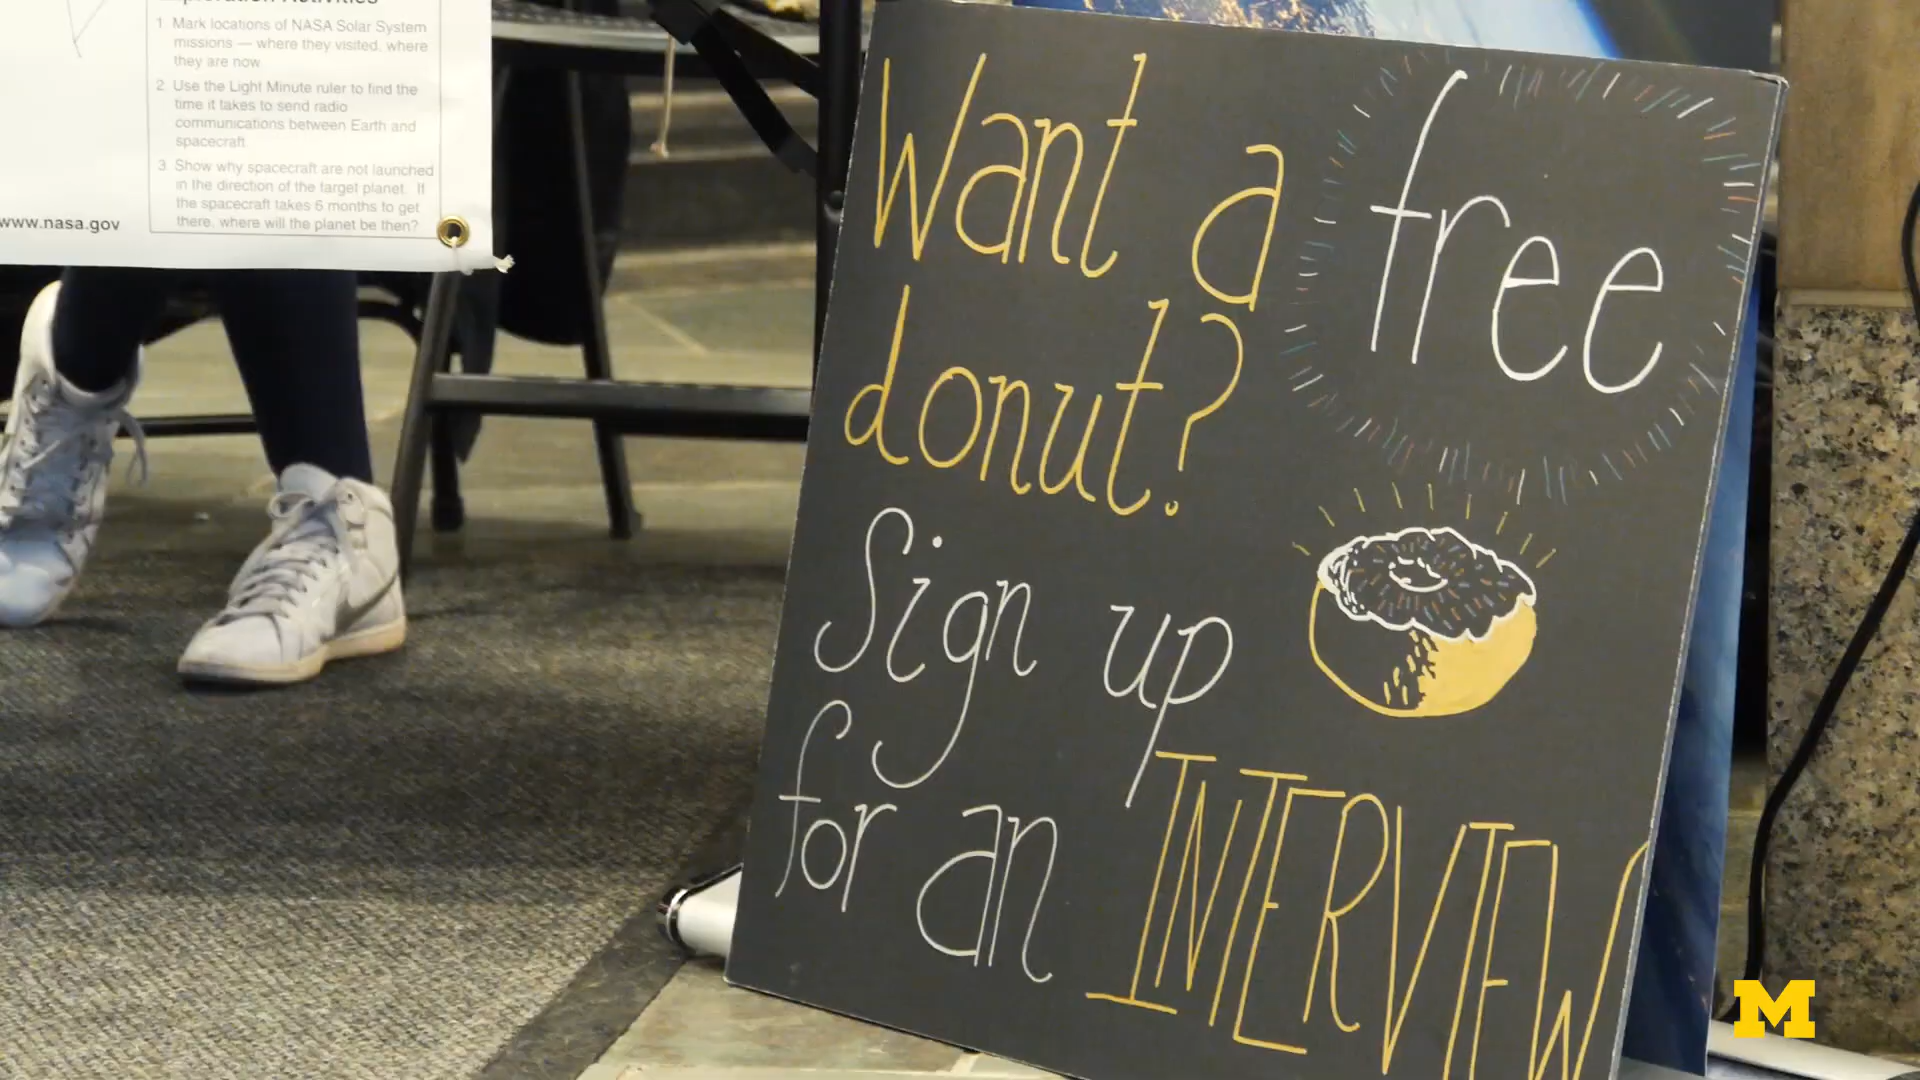 Exploration Activities
1 Mark locations of NASA Solar System
missions — where they visited, where
they are now
2 Use the Light Minute ruler to find the
time it takes to send radio
communications between Earth and
spacecraft.
3. Show why spacecraft are not launched
in the direction of the target planet. If
the spacecraft takes 6 months to get
there, where will the planet be then?
www.nasa.gov
Want a free
donut?
Sign up
for an INTERVIEW
M